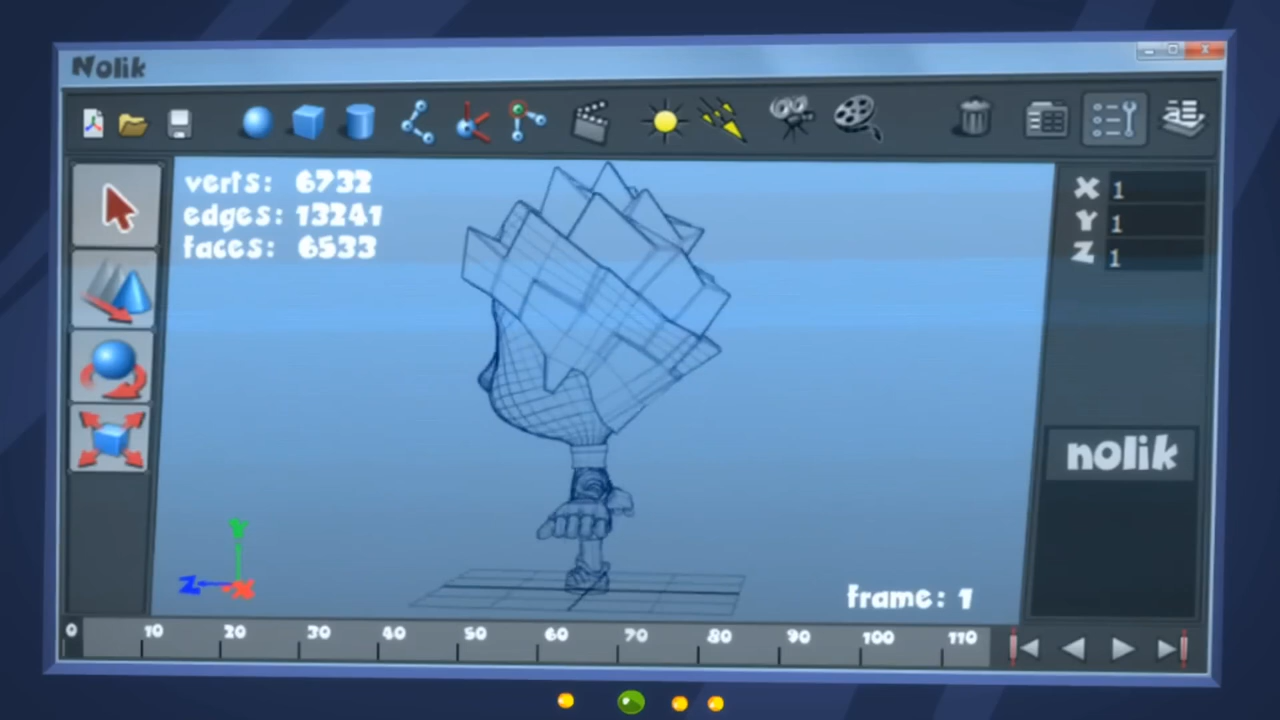 Nolik
verts: 6732
edges: 13241
faces: 6533
X 1
Y 1
Z 1
nolik
Y
Z
X
frame: 1
0 10 20 30 40 50 60 70 80 90 100 110